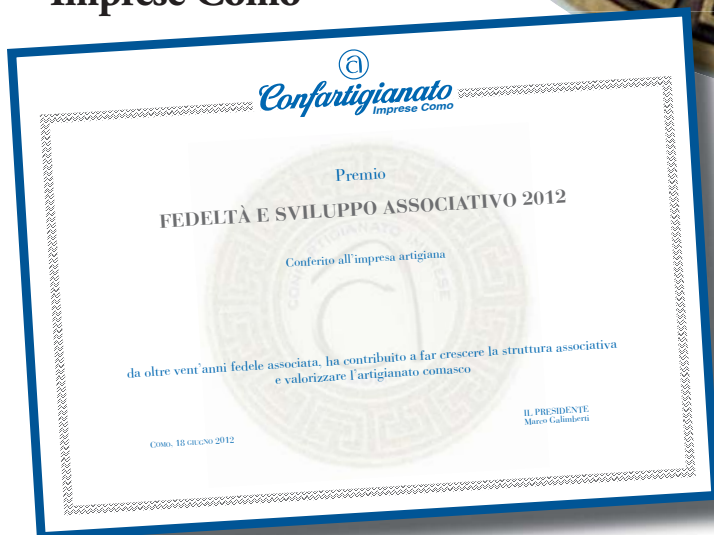 Imprese Como
a
Confartigianato
Imprese Como
Premio
FEDELTÀ E SVILUPPO ASSOCIATIVO 2012
Conferito all'impresa artigiana
da oltre vent'anni fedele associata, ha contribuito a far crescere la struttura associativa
e valorizzare l'artigianato comasco
IL PRESIDENTE
Marco Galimberti
Como, 18 giugno 2012